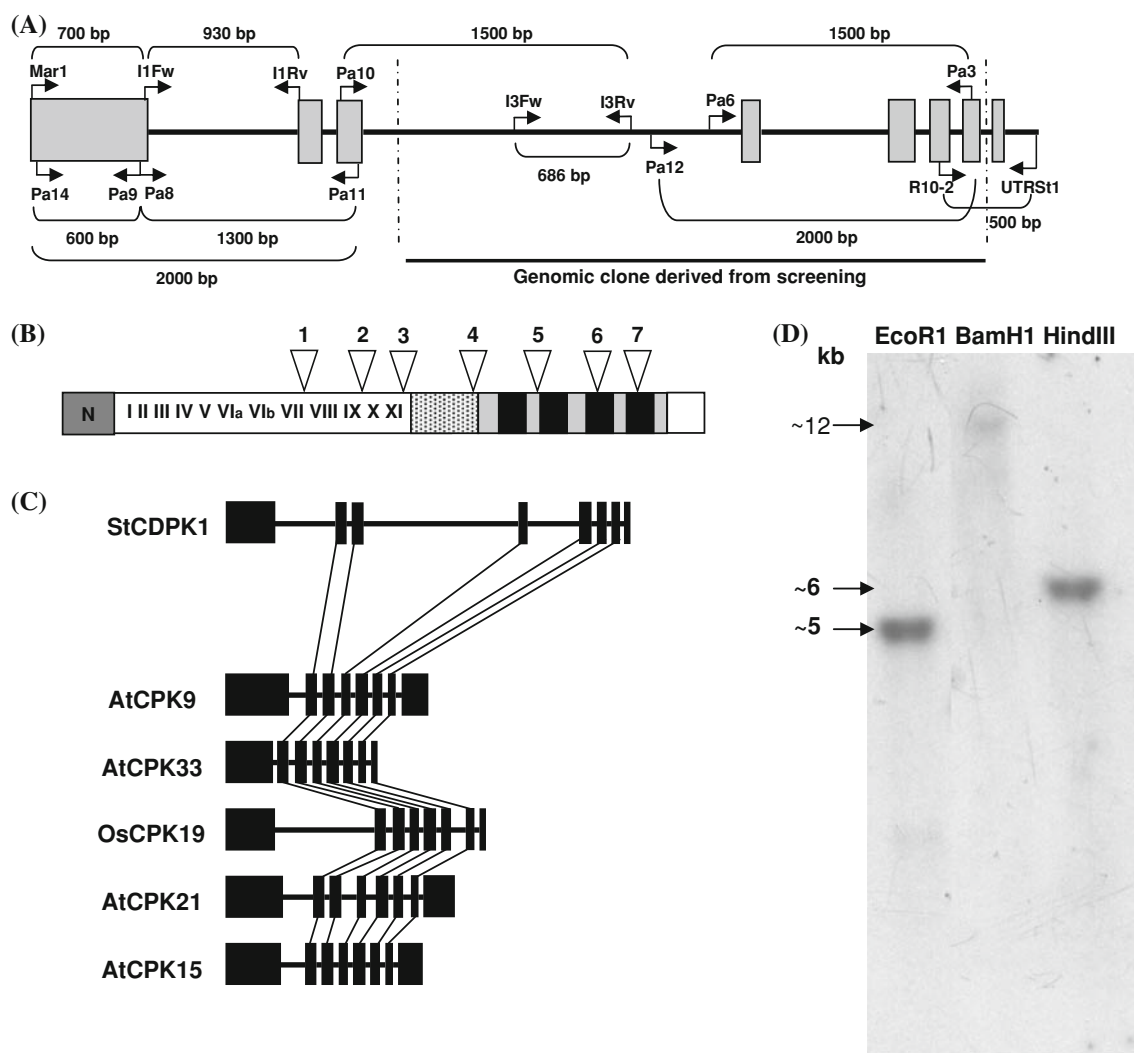 (A)
700 bp 930 bp 1500 bp 1500 bp
Mar1 I1Fw I1Rv Pa10 I3Fw I3Rv Pa6 Pa3
Pa14 Pa9 Pa8 Pa11 686 bp Pa12 R10-2 UTRSt1
600 bp 1300 bp 2000 bp 500 bp
2000 bp Genomic clone derived from screening
(B)
1 2 3 4 5 6 7
N I II III IV V VIa VIb VII VIII IX X XI
(C)
StCDPK1
AtCPK9
AtCPK33
OsCPK19
AtCPK21
AtCPK15
(D)
EcoR1 BamH1 HindIII
kb
~12
~6
~5